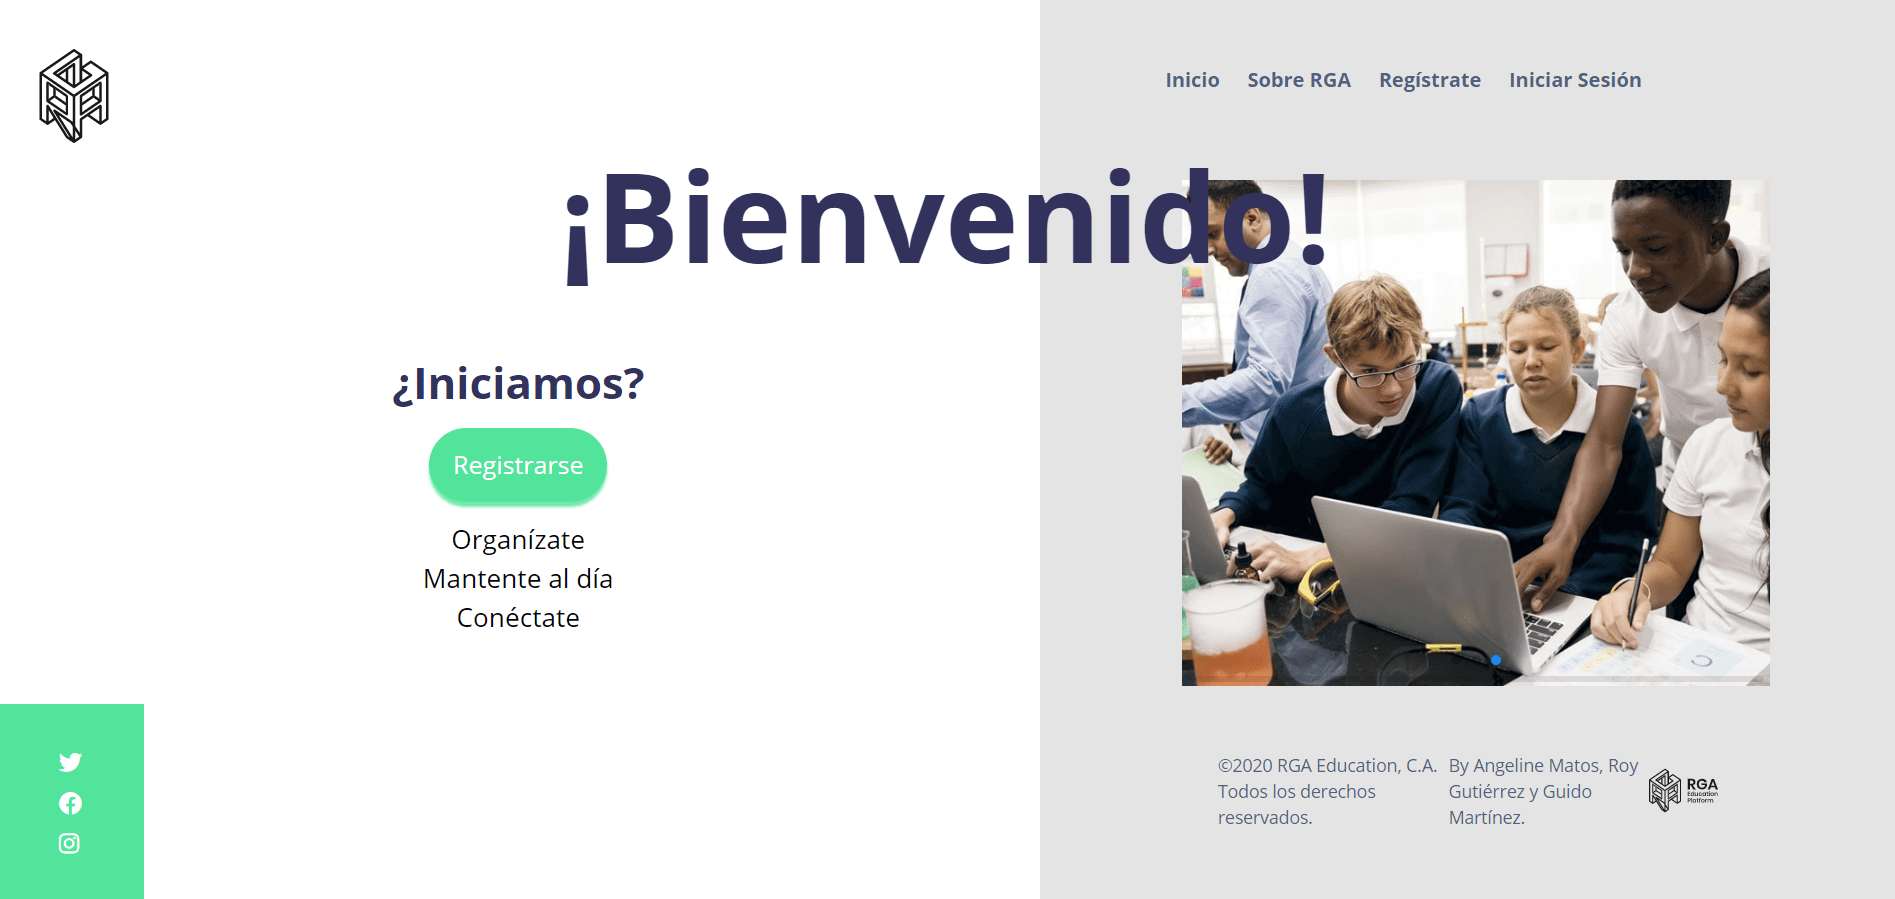 Inicio Sobre RGA Regístrate Iniciar Sesión
¡Bienvenido!
¿Iniciamos?
Registrarse
Organízate
Mantente al día
Conéctate
©2020 RGA Education, C.A.
Todos los derechos
reservados.
By Angeline Matos, Roy
Gutiérrez y Guido
Martínez.
RGA
Education
Platform